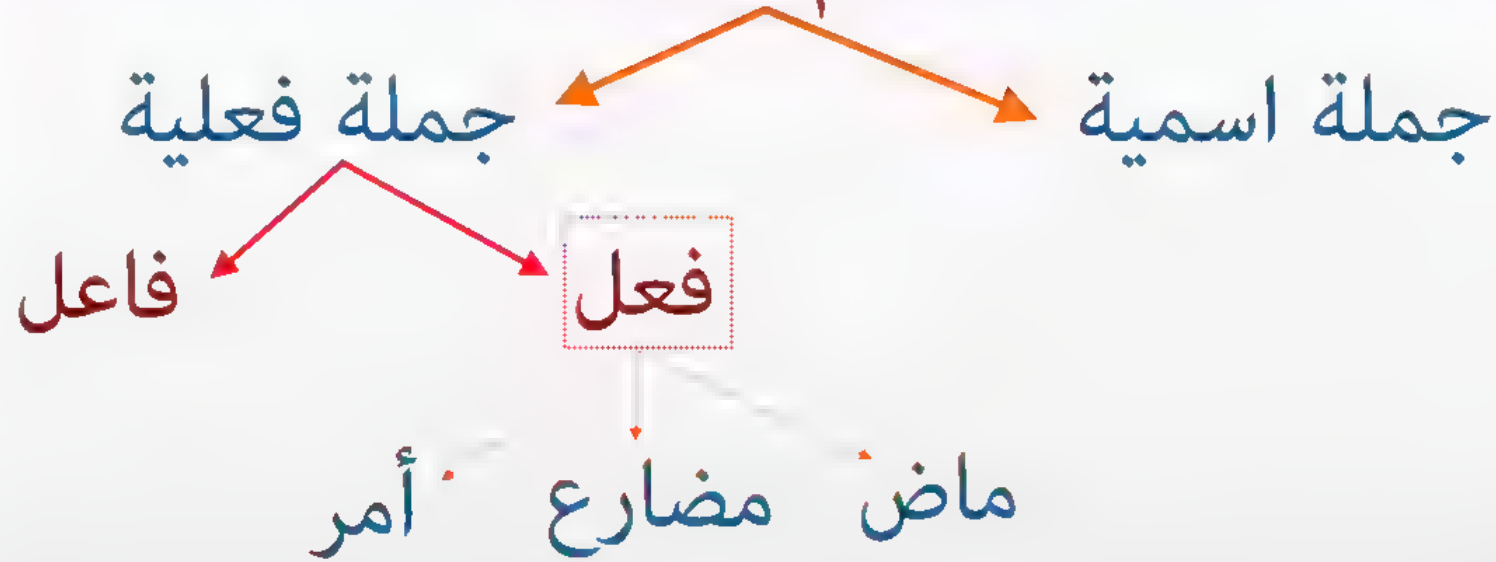 جملة اسمية جملة فعلية
فعل فاعل
ماض مضارع أمر